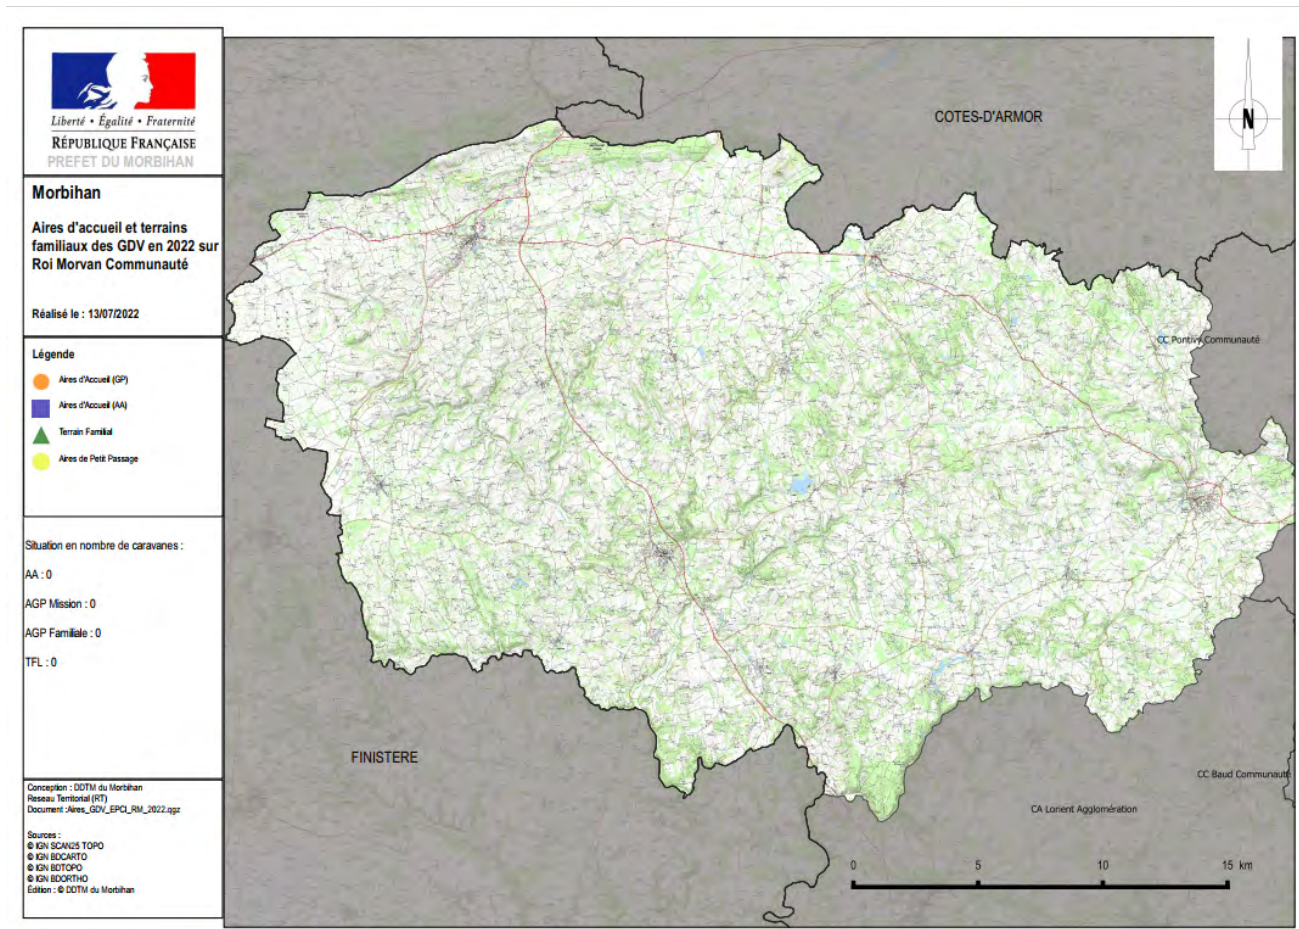 Liberté • Égalité • Fraternité
RÉPUBLIQUE FRANÇAISE
PREFET DU MORBIHAN
Morbihan
Aires d'accueil et terrains
familiaux des GDV en 2022 sur
Roi Morvan Communauté
Réalisé le : 13/07/2022
Légende
Aires d'Accueil (GP)
Aires d'Accueil (AA)
Terrain Familial
Aires de Petit Passage
Situation en nombre de caravanes :
AA : 0
AGP Mission : 0
AGP Familiale : 0
TFL : 0
Conception : DDTM du Morbihan
Reseau Territorial (RT)
Document :Aires_GDV_EPCI_RM_2022.qgz
Sources :
© IGN SCAN25 TOPO
© IGN BDCARTO
© IGN BDTOPO
© IGN BDORTHO
Édition : © DDTM du Morbihan
COTES-D'ARMOR
N
CC Pontivy Communauté
FINISTERE
CC Baud Communauté
CA Lorient Agglomération
0 5 10 15 km